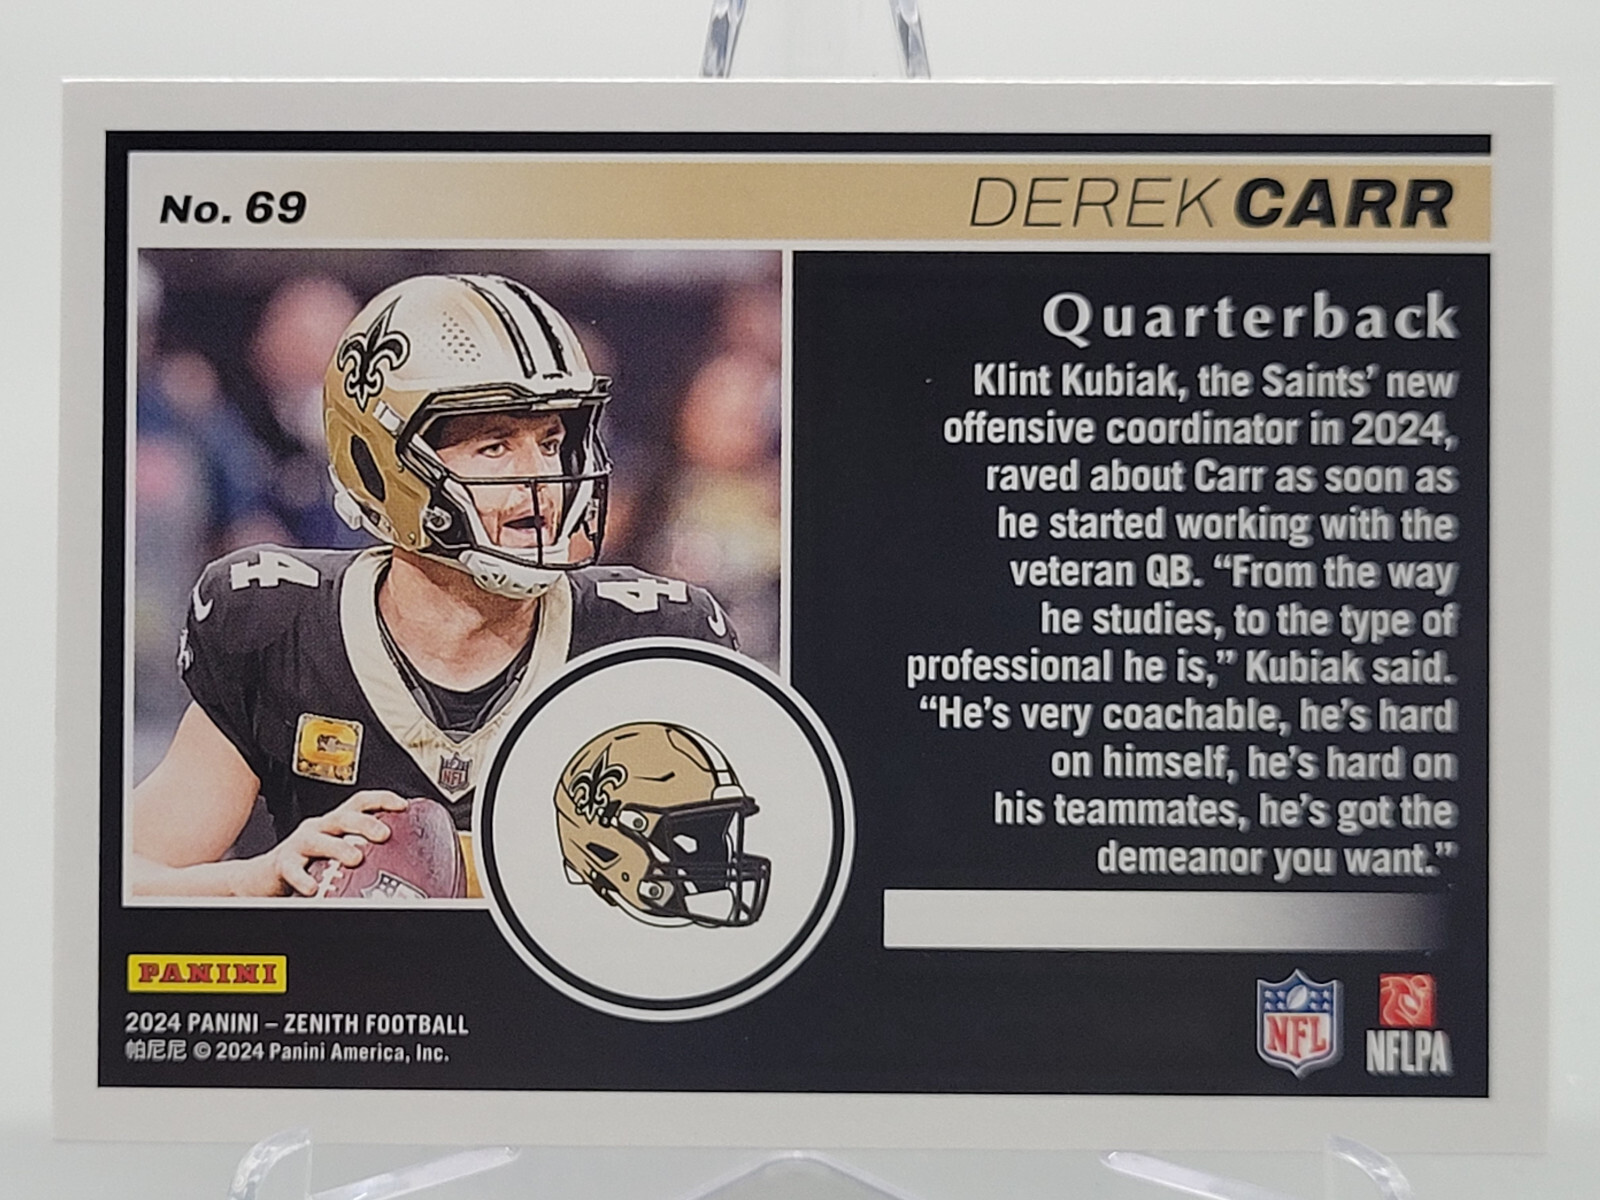 No. 69
DEREK CARR
Quarterback
Klint Kubiak, the Saints’ new
offensive coordinator in 2024,
raved about Carr as soon as
he started working with the
veteran QB. “From the way
he studies, to the type of
professional he is,” Kubiak said.
“He’s very coachable, he’s hard
on himself, he’s hard on
his teammates, he’s got the
demeanor you want.”
4 4
C
NFL
PANINI
2024 PANINI – ZENITH FOOTBALL
帕尼尼 © 2024 Panini America, Inc.
NFL
NFLPA